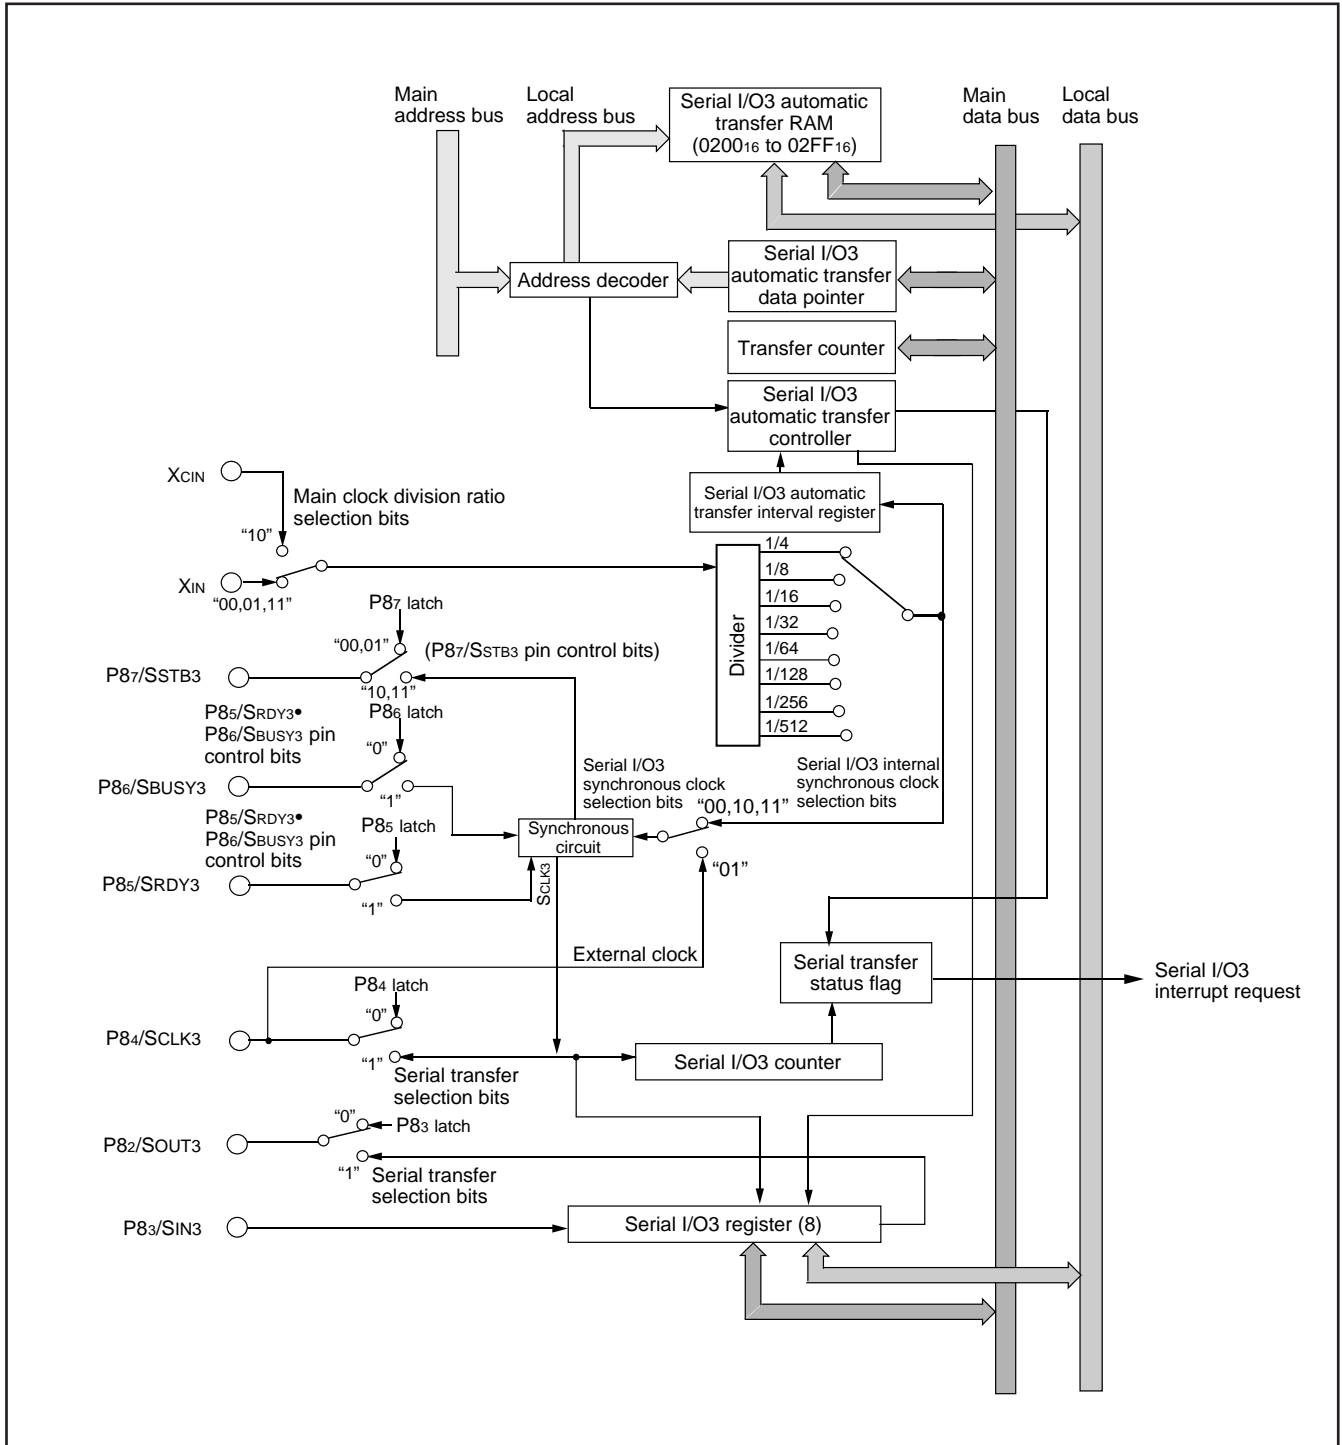 Main
address bus
Local
address bus
Serial I/O3 automatic
transfer RAM
(020016 to 02FF16)
Main
data bus
Local
data bus
Address decoder
Serial I/O3
automatic transfer
data pointer
Transfer counter
Serial I/O3
automatic transfer
controller
XCIN
Main clock division ratio
selection bits
“10”
XIN
“00,01,11”
Serial I/O3 automatic
transfer interval register
Divider
1/4
1/8
1/16
1/32
1/64
1/128
1/256
1/512
P87 latch
“00,01”
(P87/SSTB3 pin control bits)
P87/SSTB3
“10,11”
P85/SRDY3•
P86/SBUSY3 pin
control bits
P86 latch
“0”
P86/SBUSY3
“1”
Serial I/O3
synchronous clock
selection bits
Serial I/O3 internal
synchronous clock
selection bits
“00,10,11”
P85/SRDY3•
P86/SBUSY3 pin
control bits
P85 latch
“0”
Synchronous
circuit
“01”
P85/SRDY3
“1”
SCLK3
External clock
Serial transfer
status flag
Serial I/O3
interrupt request
P84 latch
“0”
P84/SCLK3
“1”
Serial transfer
selection bits
Serial I/O3 counter
“0”
P83 latch
P82/SOUT3
“1”
Serial transfer
selection bits
P83/SIN3
Serial I/O3 register (8)